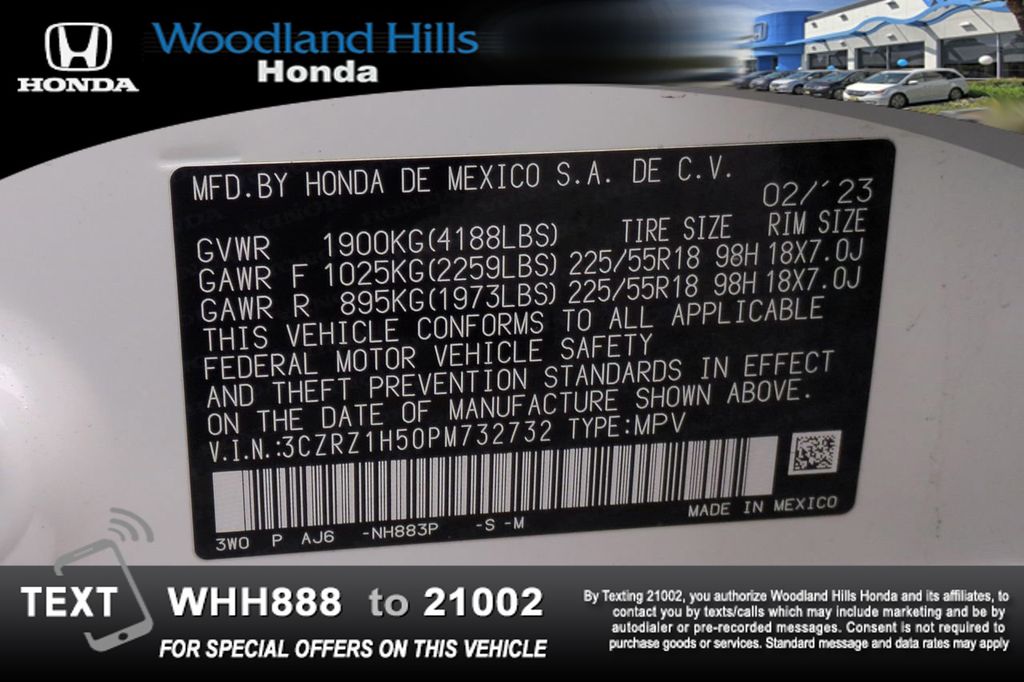 HONDA
Woodland Hills
Honda
MFD.BY HONDA DE MEXICO S.A. DE C.V.
02/'23
GVWR 1900KG(4188LBS) TIRE SIZE RIM SIZE
GAWR F 1025KG(2259LBS) 225/55R18 98H 18X7.0J
GAWR R 895KG(1973LBS) 225/55R18 98H 18X7.0J
THIS VEHICLE CONFORMS TO ALL APPLICABLE
FEDERAL MOTOR VEHICLE SAFETY
AND THEFT PREVENTION STANDARDS IN EFFECT
ON THE DATE OF MANUFACTURE SHOWN ABOVE.
V.I.N.:3CZRZ1H50PM732732 TYPE:MPV
MADE IN MEXICO
3W0 P AJ6 -NH883P -S -M
TEXT WHH888 to 21002
FOR SPECIAL OFFERS ON THIS VEHICLE
By Texting 21002, you authorize Woodland Hills Honda and its affiliates, to
contact you by texts/calls which may include marketing and be by
autodialer or pre-recorded messages. Consent is not required to
purchase goods or services. Standard message and data rates may apply